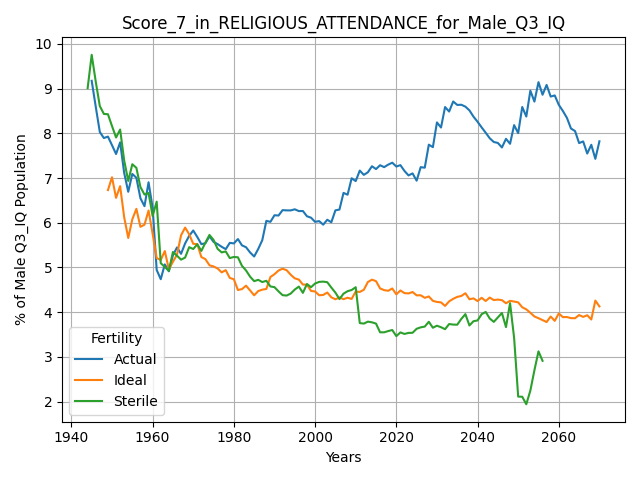 Score_7_in_RELIGIOUS_ATTENDANCE_for_Male_Q3_IQ
% of Male Q3_IQ Population
10
9
8
7
6
5
4
3
2
Fertility
Actual
Ideal
Sterile
1940 1960 1980 2000 2020 2040 2060
Years